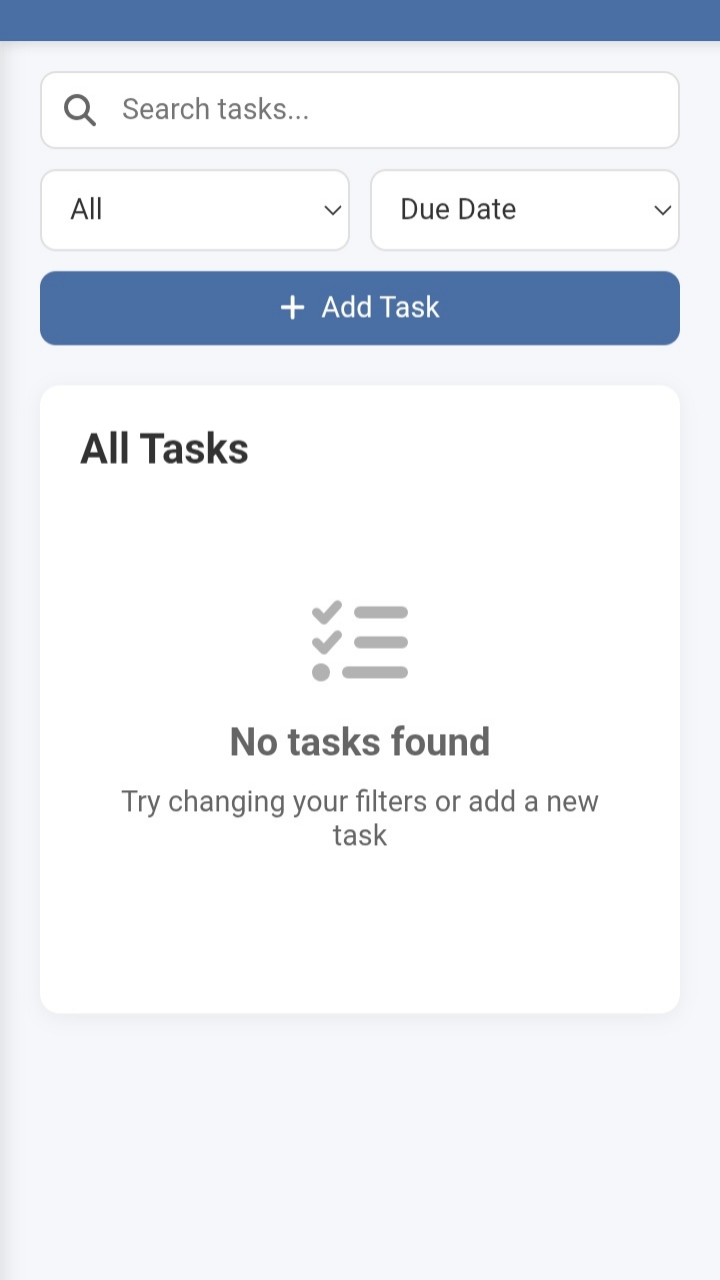 Search tasks...
All
Due Date
Add Task
All Tasks
No tasks found
Try changing your filters or add a new
task